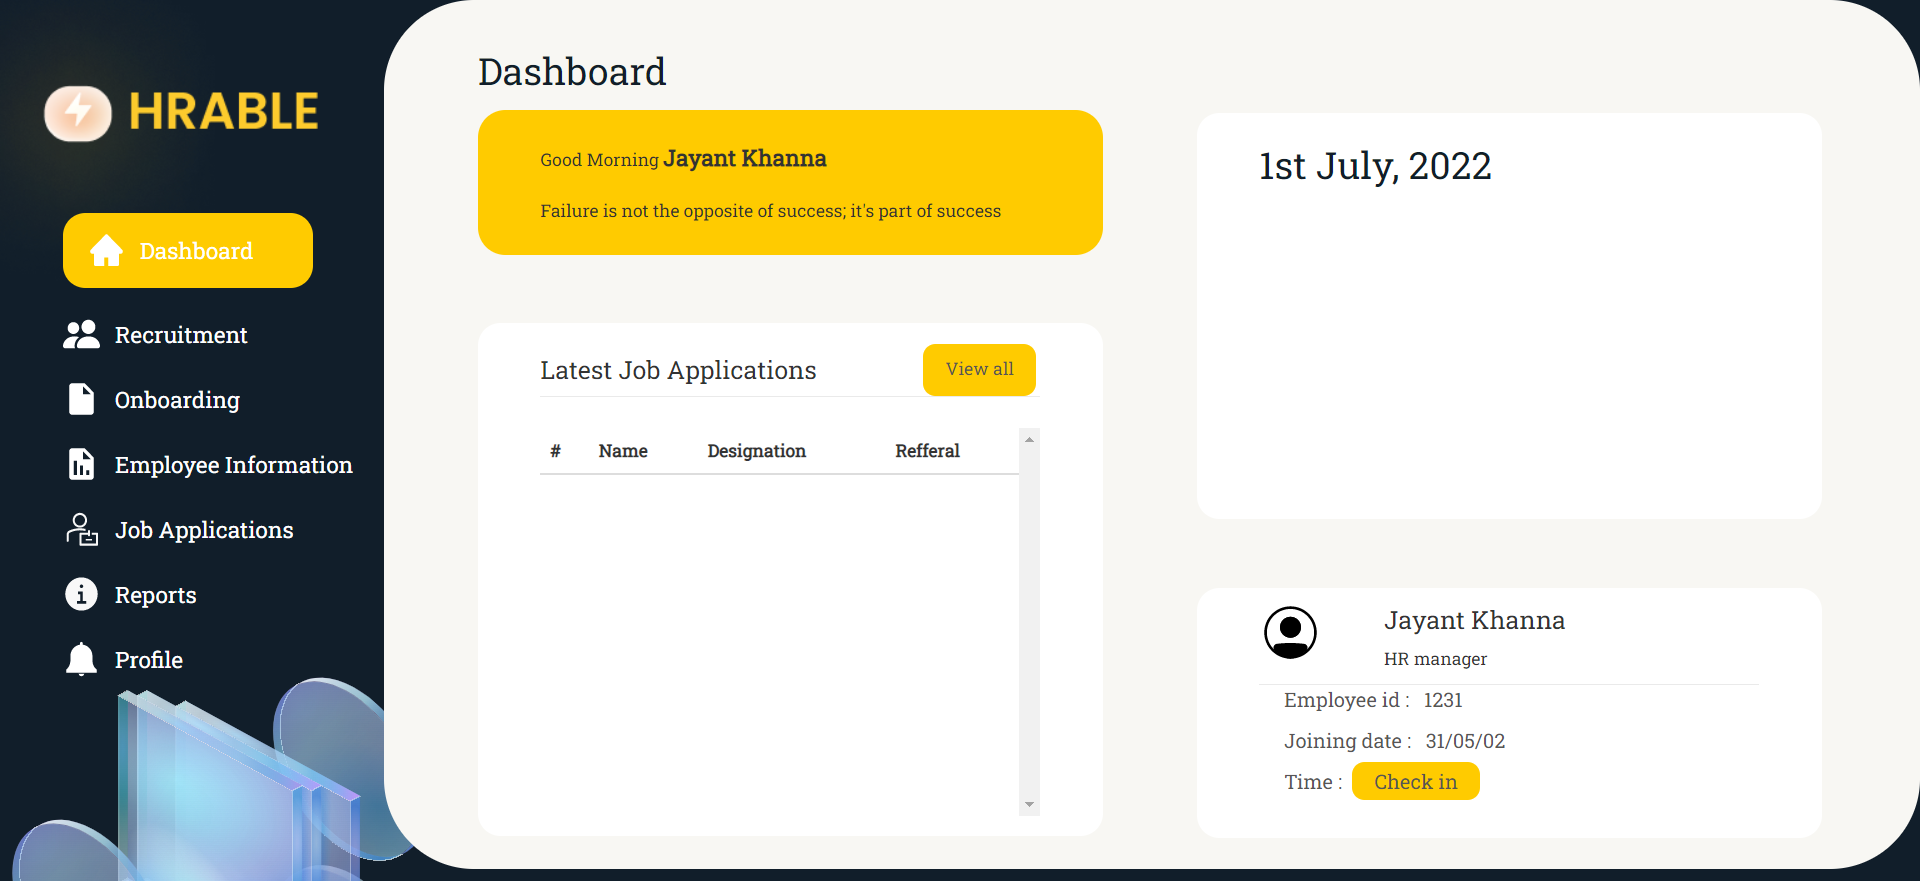 HRABLE
Dashboard
Recruitment
Onboarding
Employee Information
Job Applications
Reports
Profile
Dashboard
Good Morning Jayant Khanna
Failure is not the opposite of success; it's part of success
Latest Job Applications View all
# Name Designation Refferal
1st July, 2022
Jayant Khanna
HR manager
Employee id : 1231
Joining date : 31/05/02
Time : Check in